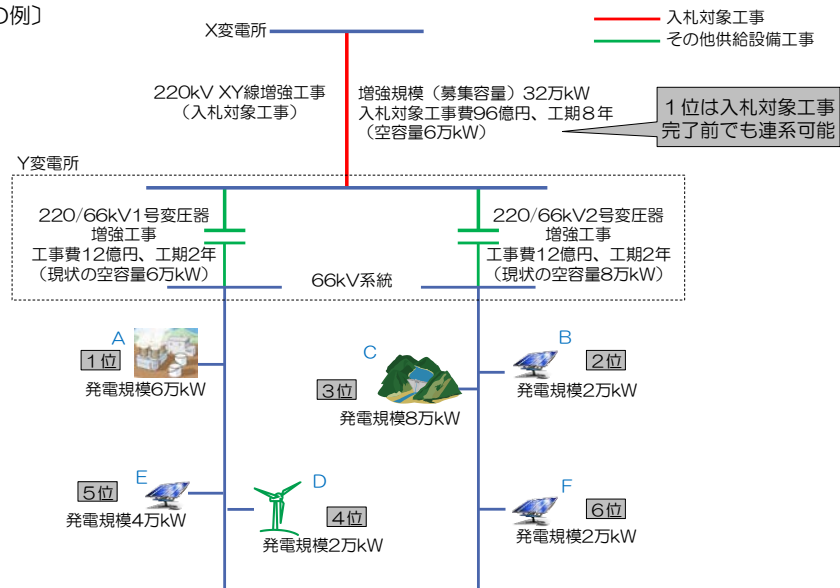 の例〕
X変電所
入札対象工事
その他供給設備工事
220kV XY線増強工事
(入札対象工事)
増強規模（募集容量）32万kW
入札対象工事費96億円、工期８年
(空容量6万kW)
１位は入札対象工事
完了前でも連系可能
Y変電所
220/66kV1号変圧器
増強工事
工事費12億円、工期2年
(現状の空容量6万kW)
220/66kV2号変圧器
増強工事
工事費12億円、工期2年
(現状の空容量8万kW)
66kV系統
A
１位
発電規模6万kW
C
３位
発電規模8万kW
B
２位
発電規模2万kW
E
５位
発電規模4万kW
D
４位
発電規模2万kW
F
６位
発電規模2万kW